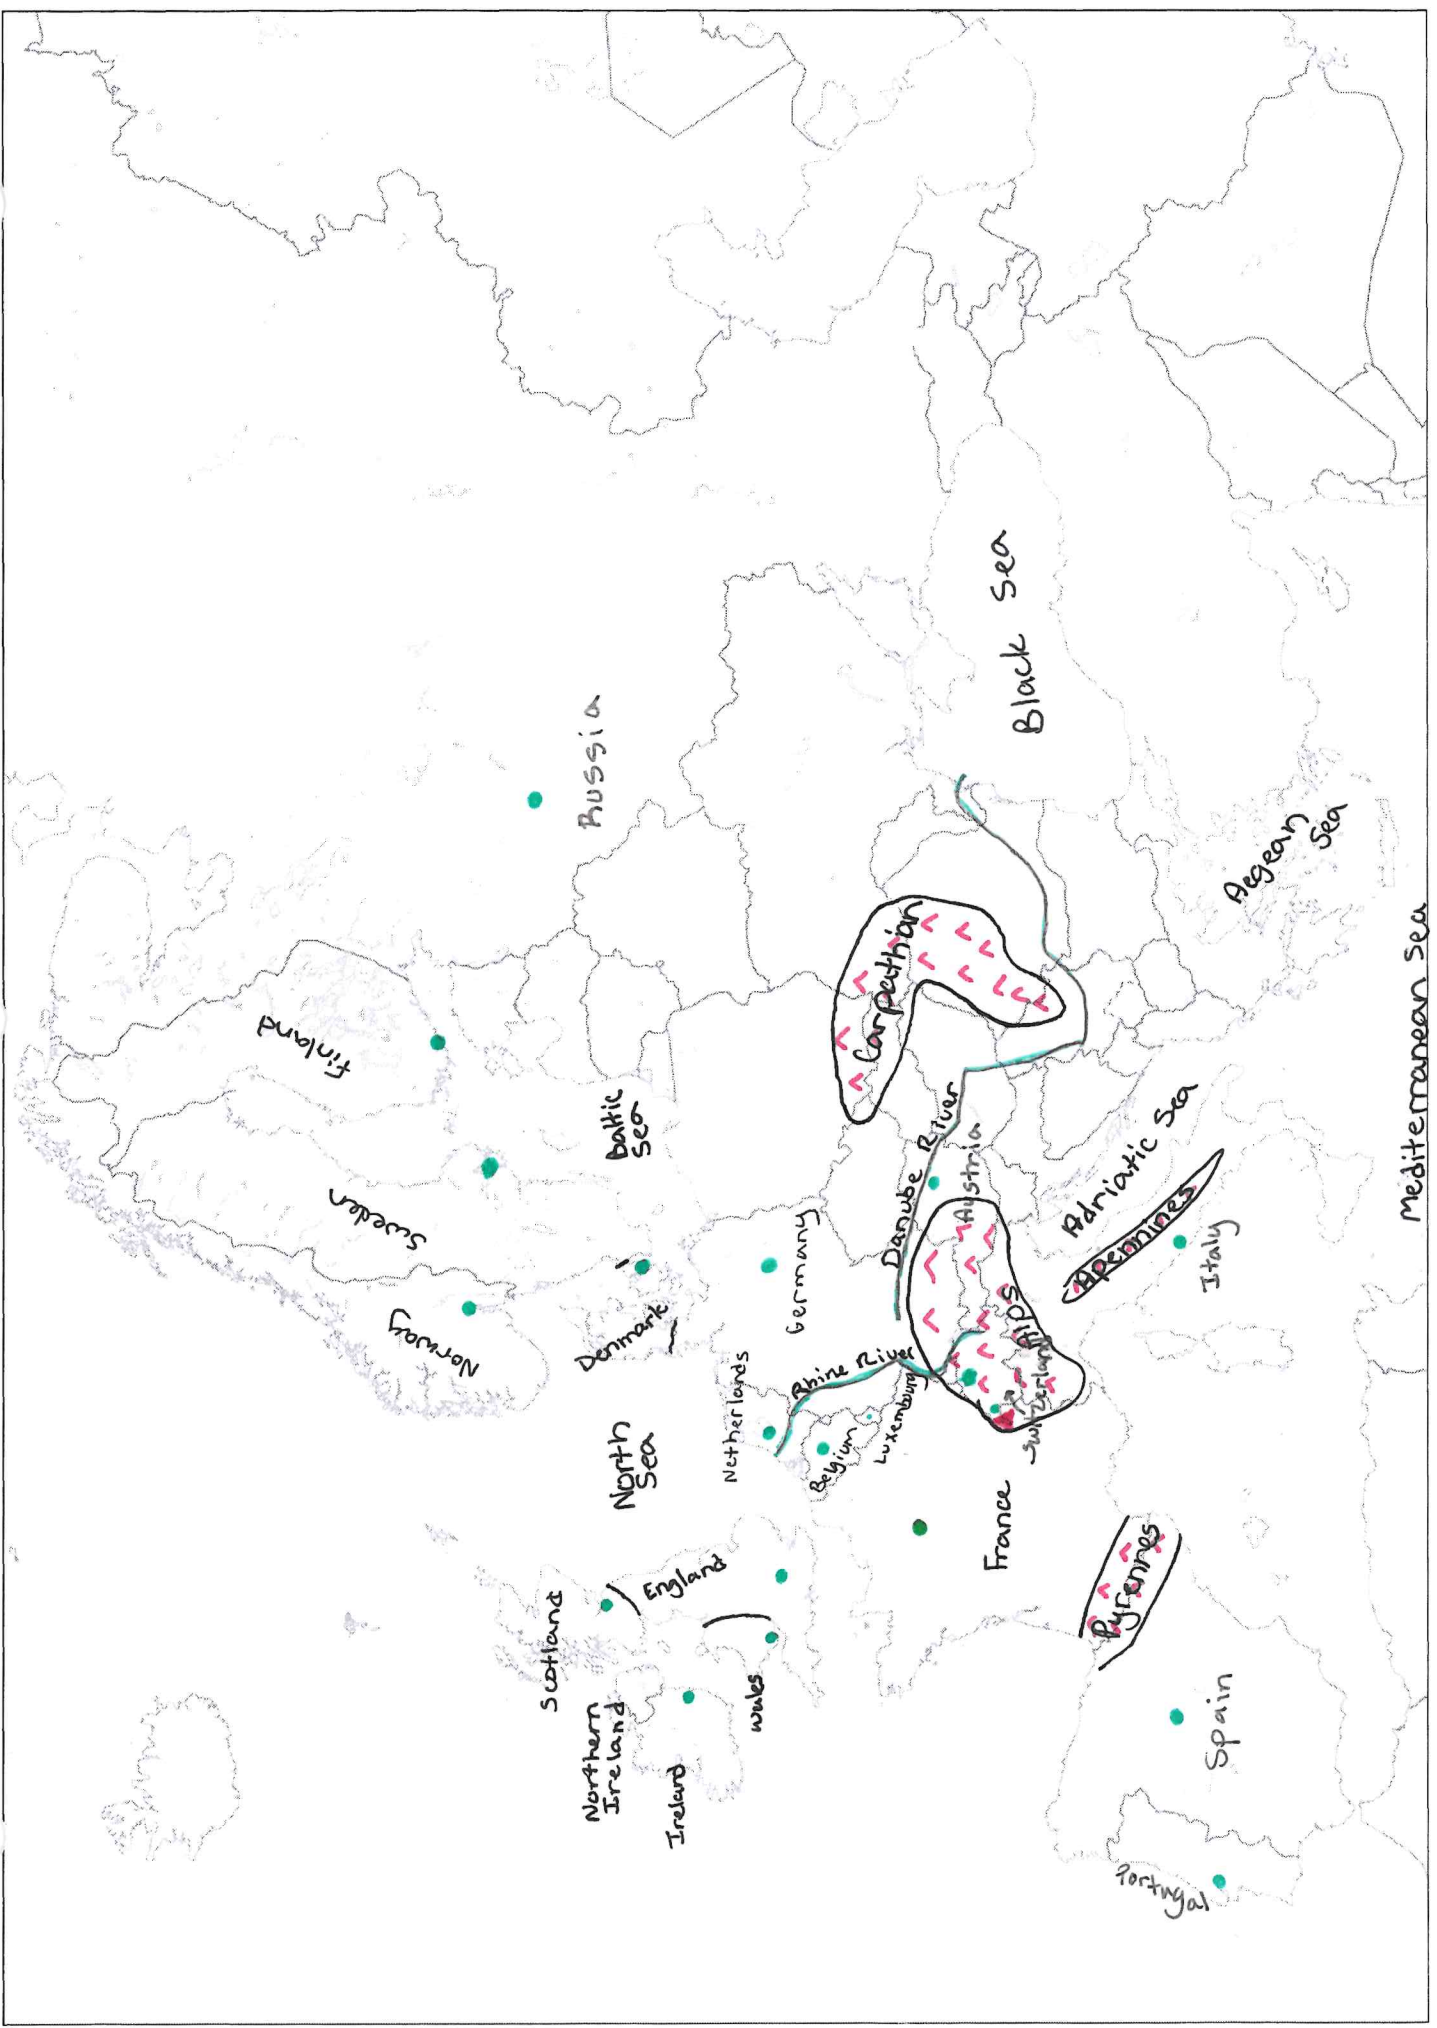 Finland
Sweden
Norway
Russia
Scotland
Northern
Ireland
Ireland
England
Wales
North
Sea
Denmark
Baltic
Sea
Netherlands
Belgium
Luxembourg
Rhine River
Germany
Danube River
Carpathian
Austria
Alps
Switzerland
France
Black Sea
Adriatic Sea
Apennines
Italy
Pyrennes
Spain
Portugal
Aegean
Sea
Mediterranean Sea